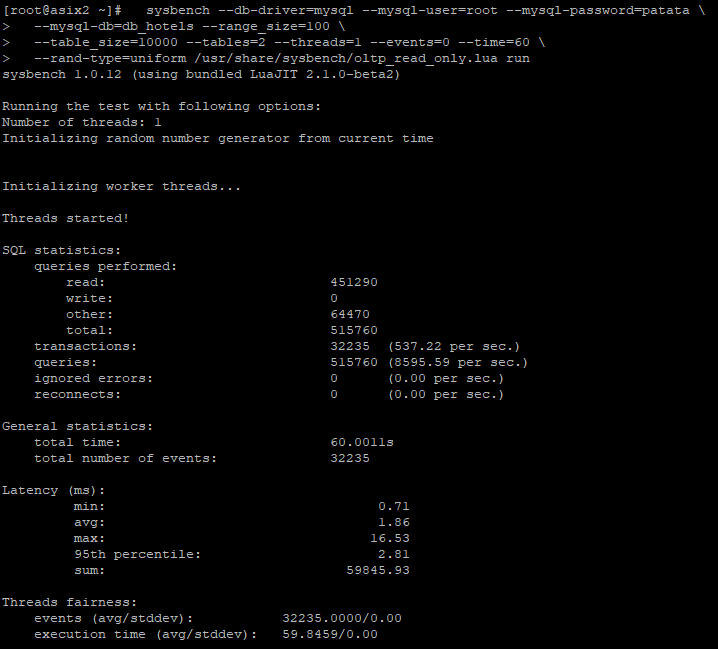 [root@asix2 ~]#   sysbench --db-driver=mysql --mysql-user=root --mysql-password=patata \
>   --mysql-db=db_hotels --range_size=100 \
>   --table_size=10000 --tables=2 --threads=1 --events=0 --time=60 \
>   --rand-type=uniform /usr/share/sysbench/oltp_read_only.lua run
sysbench 1.0.12 (using bundled LuaJIT 2.1.0-beta2)
Running the test with following options:
Number of threads: 1
Initializing random number generator from current time
Initializing worker threads...
Threads started!
SQL statistics:
    queries performed:
        read:                            451290
        write:                           0
        other:                           64470
        total:                           515760
    transactions:                        32235  (537.22 per sec.)
    queries:                             515760 (8595.59 per sec.)
    ignored errors:                      0      (0.00 per sec.)
    reconnects:                          0      (0.00 per sec.)
General statistics:
    total time:                          60.0011s
    total number of events:              32235
Latency (ms):
         min:                                  0.71
         avg:                                  1.86
         max:                                 16.53
         95th percentile:                      2.81
         sum:                              59845.93
Threads fairness:
    events (avg/stddev):           32235.0000/0.00
    execution time (avg/stddev):   59.8459/0.00